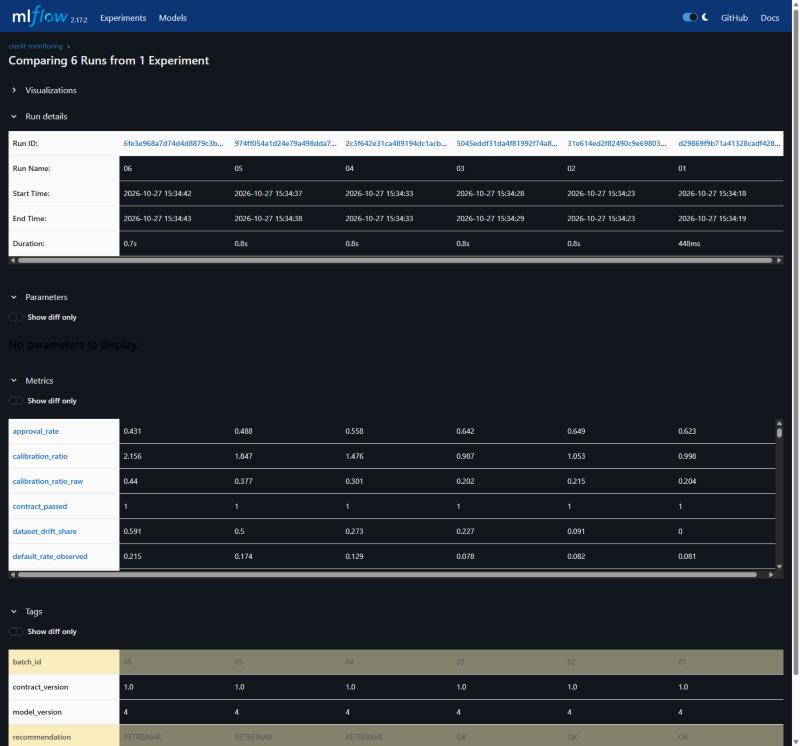 mlflow 2.17.2 Experiments Models GitHub Docs
credit-monitoring ›
Comparing 6 Runs from 1 Experiment
Visualizations
Run details
Run ID: 6fe3e968a7d74d4d8879c3b... 974ff054a1d24e79a498dda7... 2c3f642e31ca489194dc1acb... 5045eddf31da4f81992f74a8... 31e614ed2f82490c9e69803... d29869f9b71a41328cadf428...
Run Name: 06 05 04 03 02 01
Start Time: 2026-10-27 15:34:42 2026-10-27 15:34:37 2026-10-27 15:34:33 2026-10-27 15:34:28 2026-10-27 15:34:23 2026-10-27 15:34:18
End Time: 2026-10-27 15:34:43 2026-10-27 15:34:38 2026-10-27 15:34:33 2026-10-27 15:34:29 2026-10-27 15:34:23 2026-10-27 15:34:19
Duration: 0.7s 0.8s 0.8s 0.8s 0.8s 448ms
Parameters
Show diff only
No parameters to display.
Metrics
Show diff only
approval_rate 0.431 0.488 0.558 0.642 0.649 0.623
calibration_ratio 2.156 1.847 1.476 0.987 1.053 0.998
calibration_ratio_raw 0.44 0.377 0.301 0.202 0.215 0.204
contract_passed 1 1 1 1 1 1
dataset_drift_share 0.591 0.5 0.273 0.227 0.091 0
default_rate_observed 0.215 0.174 0.129 0.078 0.082 0.081
Tags
Show diff only
batch_id 06 05 04 03 02 01
contract_version 1.0 1.0 1.0 1.0 1.0 1.0
model_version 4 4 4 4 4 4
recommendation RETREINAR RETREINAR RETREINAR OK OK OK